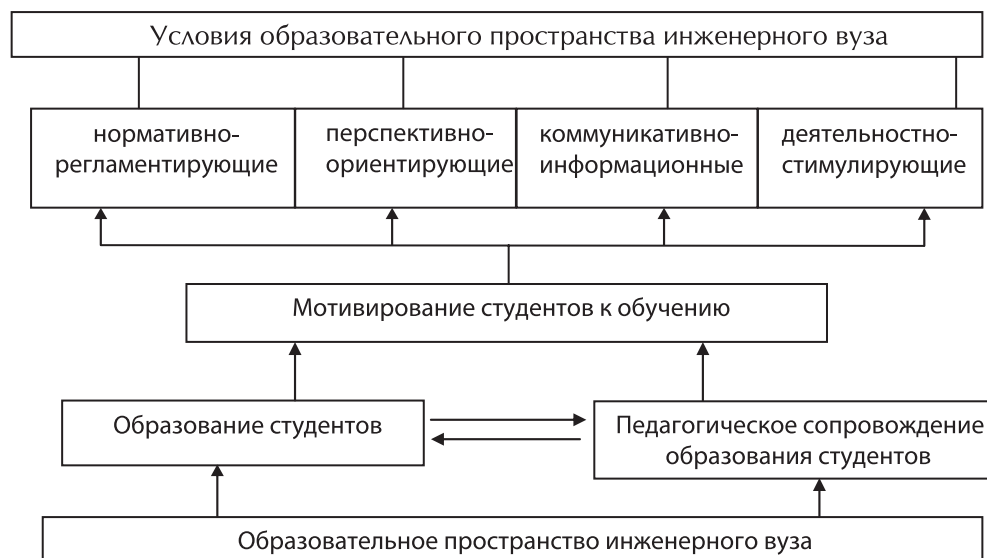 Условия образовательного пространства инженерного вуза
нормативно-
регламентирующие
перспективно-
ориентирующие
коммуникативно-
информационные
деятельностно-
стимулирующие
Мотивирование студентов к обучению
Образование студентов
Педагогическое сопровождение
образования студентов
Образовательное пространство инженерного вуза